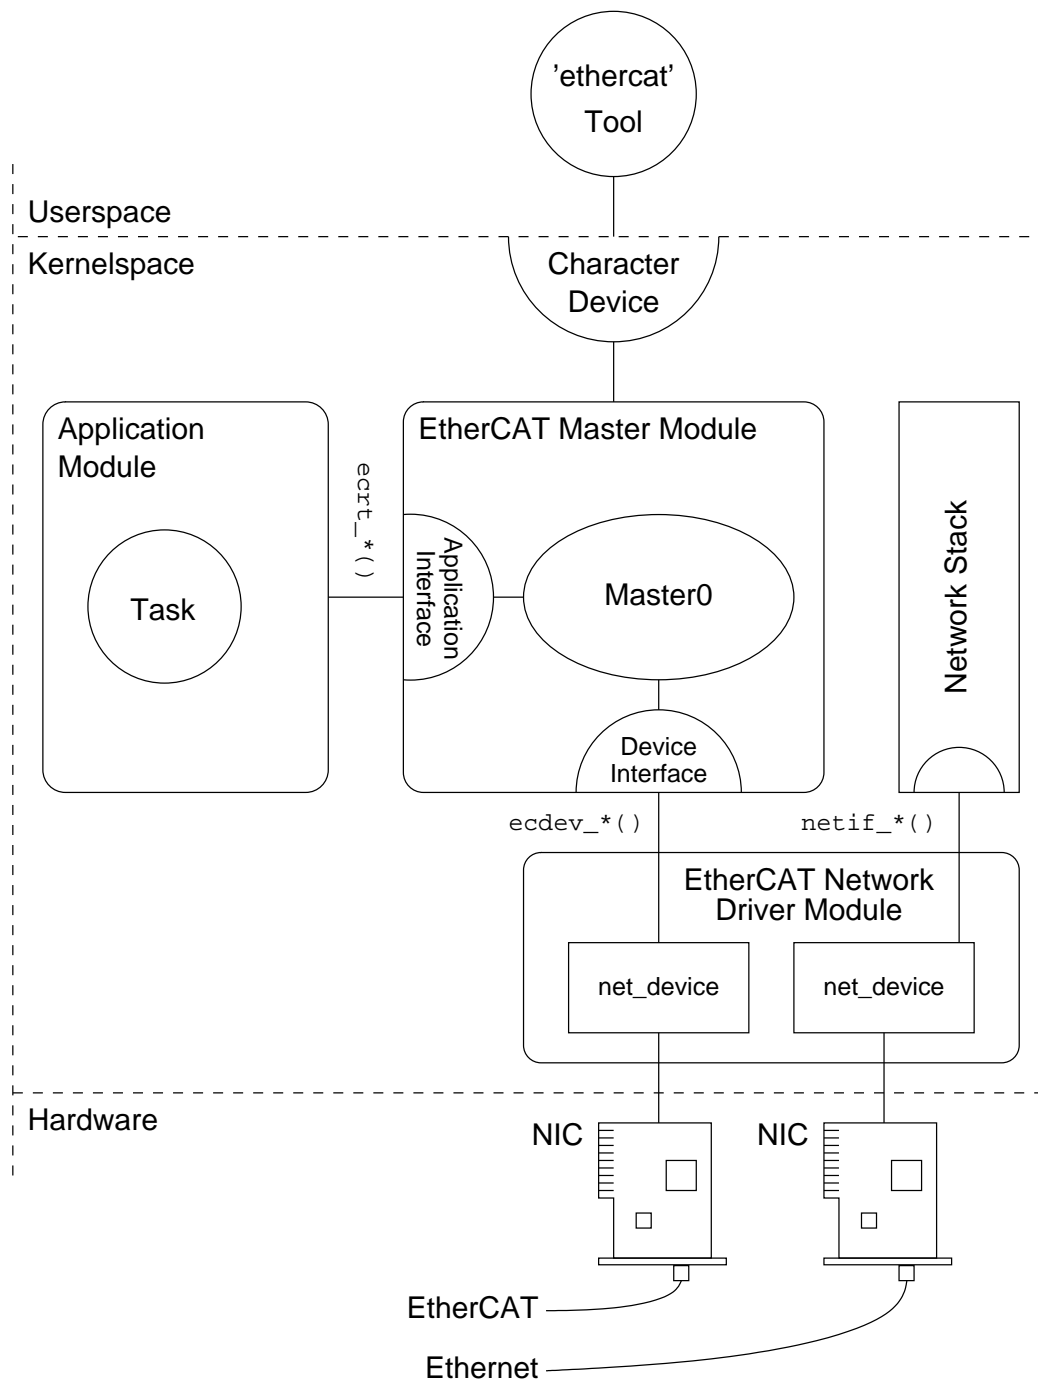 ’ethercat’
Tool
Userspace
Kernelspace
Character
Device
Application
Module
EtherCAT Master Module
ecrt_*()
Application
Interface
Task
Master0
Network Stack
Device
Interface
ecdev_*()
netif_*()
EtherCAT Network
Driver Module
net_device
net_device
Hardware
NIC
NIC
EtherCAT
Ethernet